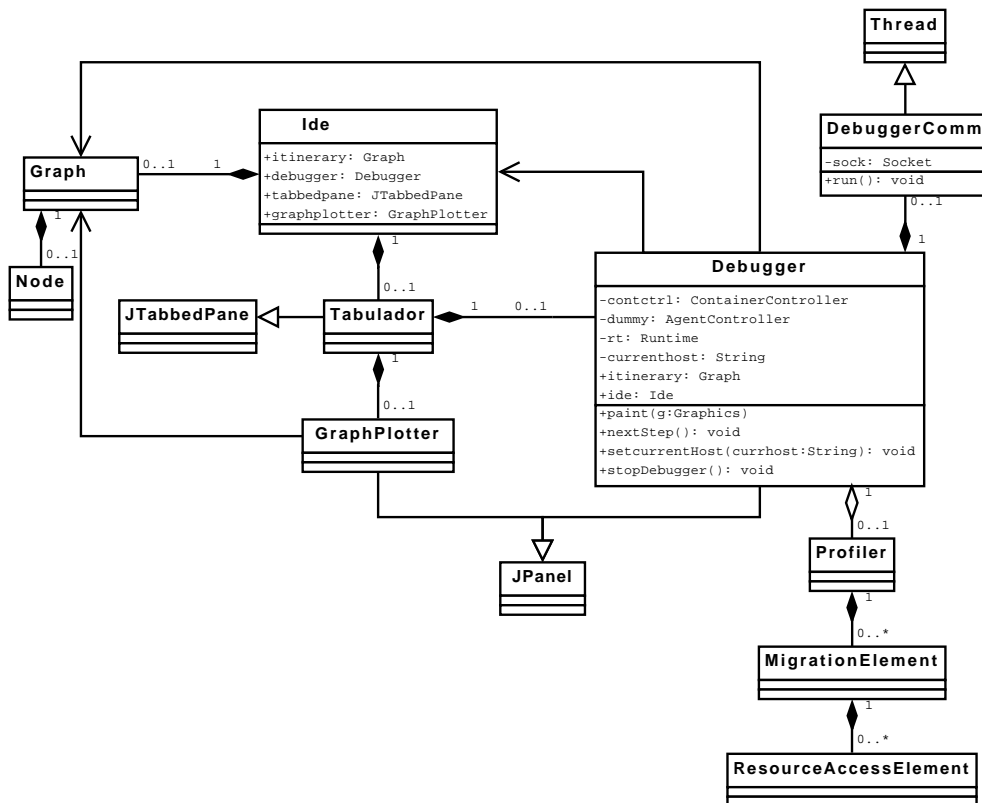 Thread
Ide
+itinerary: Graph
+debugger: Debugger
+tabbedpane: JTabbedPane
+graphplotter: GraphPlotter
DebuggerComm
-sock: Socket
+run(): void
0..1
1
0..1
1
Graph
1
0..1
Node
1
0..1
JTabbedPane
Tabulador
1
0..1
1
0..1
GraphPlotter
Debugger
-contctrl: ContainerController
-dummy: AgentController
-rt: Runtime
-currenthost: String
+itinerary: Graph
+ide: Ide
+paint(g:Graphics)
+nextStep(): void
+setcurrentHost(currhost:String): void
+stopDebugger(): void
1
0..1
JPanel
Profiler
1
0..*
MigrationElement
1
0..*
ResourceAccessElement